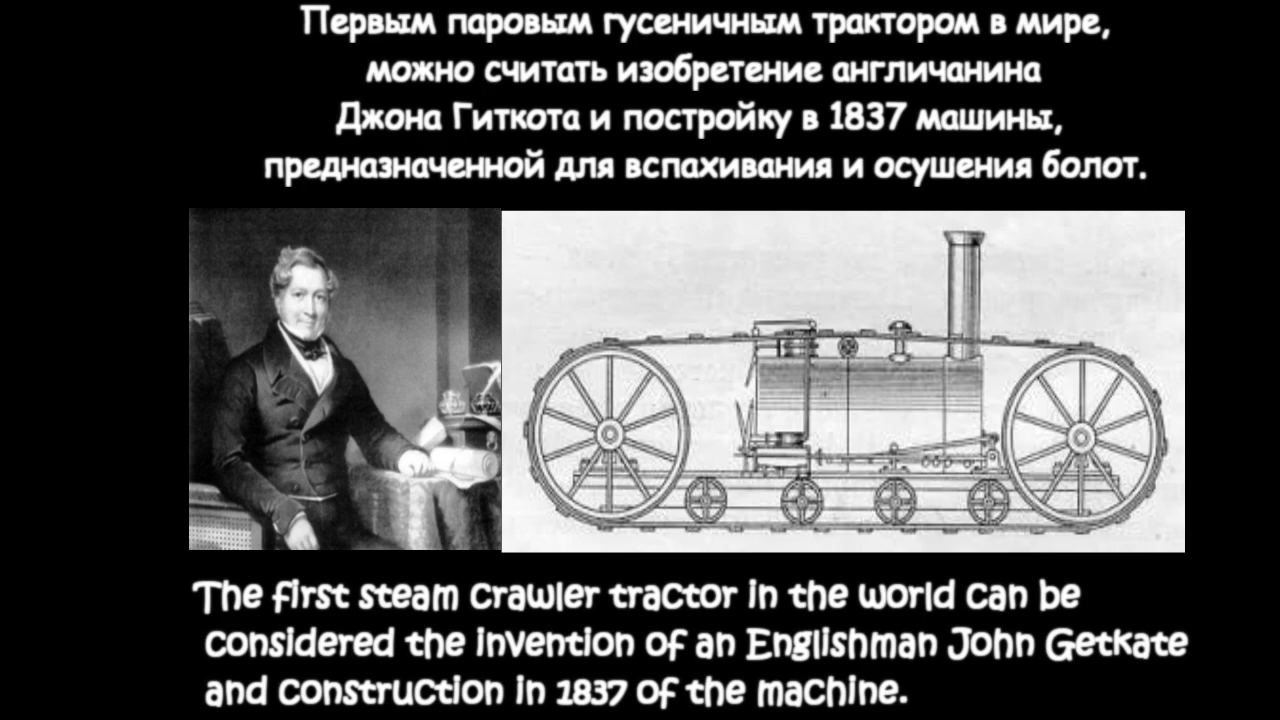 Первым паровым гусеничным трактором в мире,
можно считать изобретение англичанина
Джона Гиткота и постройку в 1837 машины,
предназначенной для вспахивания и осушения болот.
The first steam crawler tractor in the world can be
considered the invention of an Englishman John Getkate
and construction in 1837 of the machine.